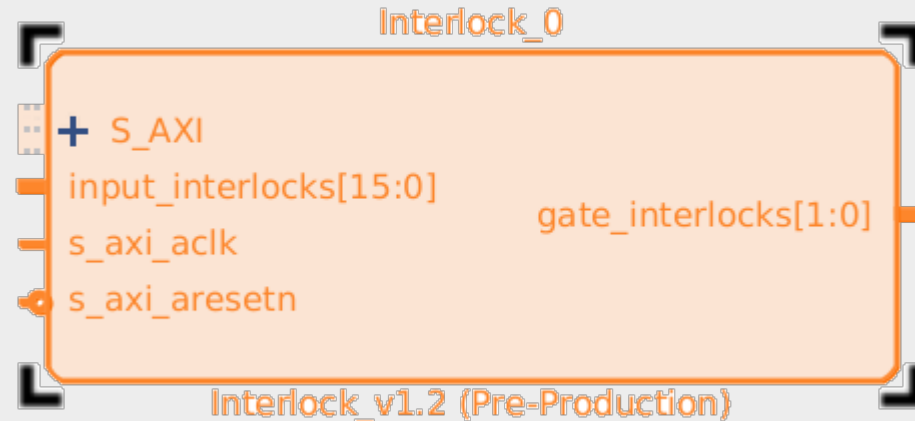 Interlock_0
S_AXI
input_interlocks[15:0]
gate_interlocks[1:0]
s_axi_aclk
s_axi_aresetn
Interlock_v1.2 (Pre-Production)